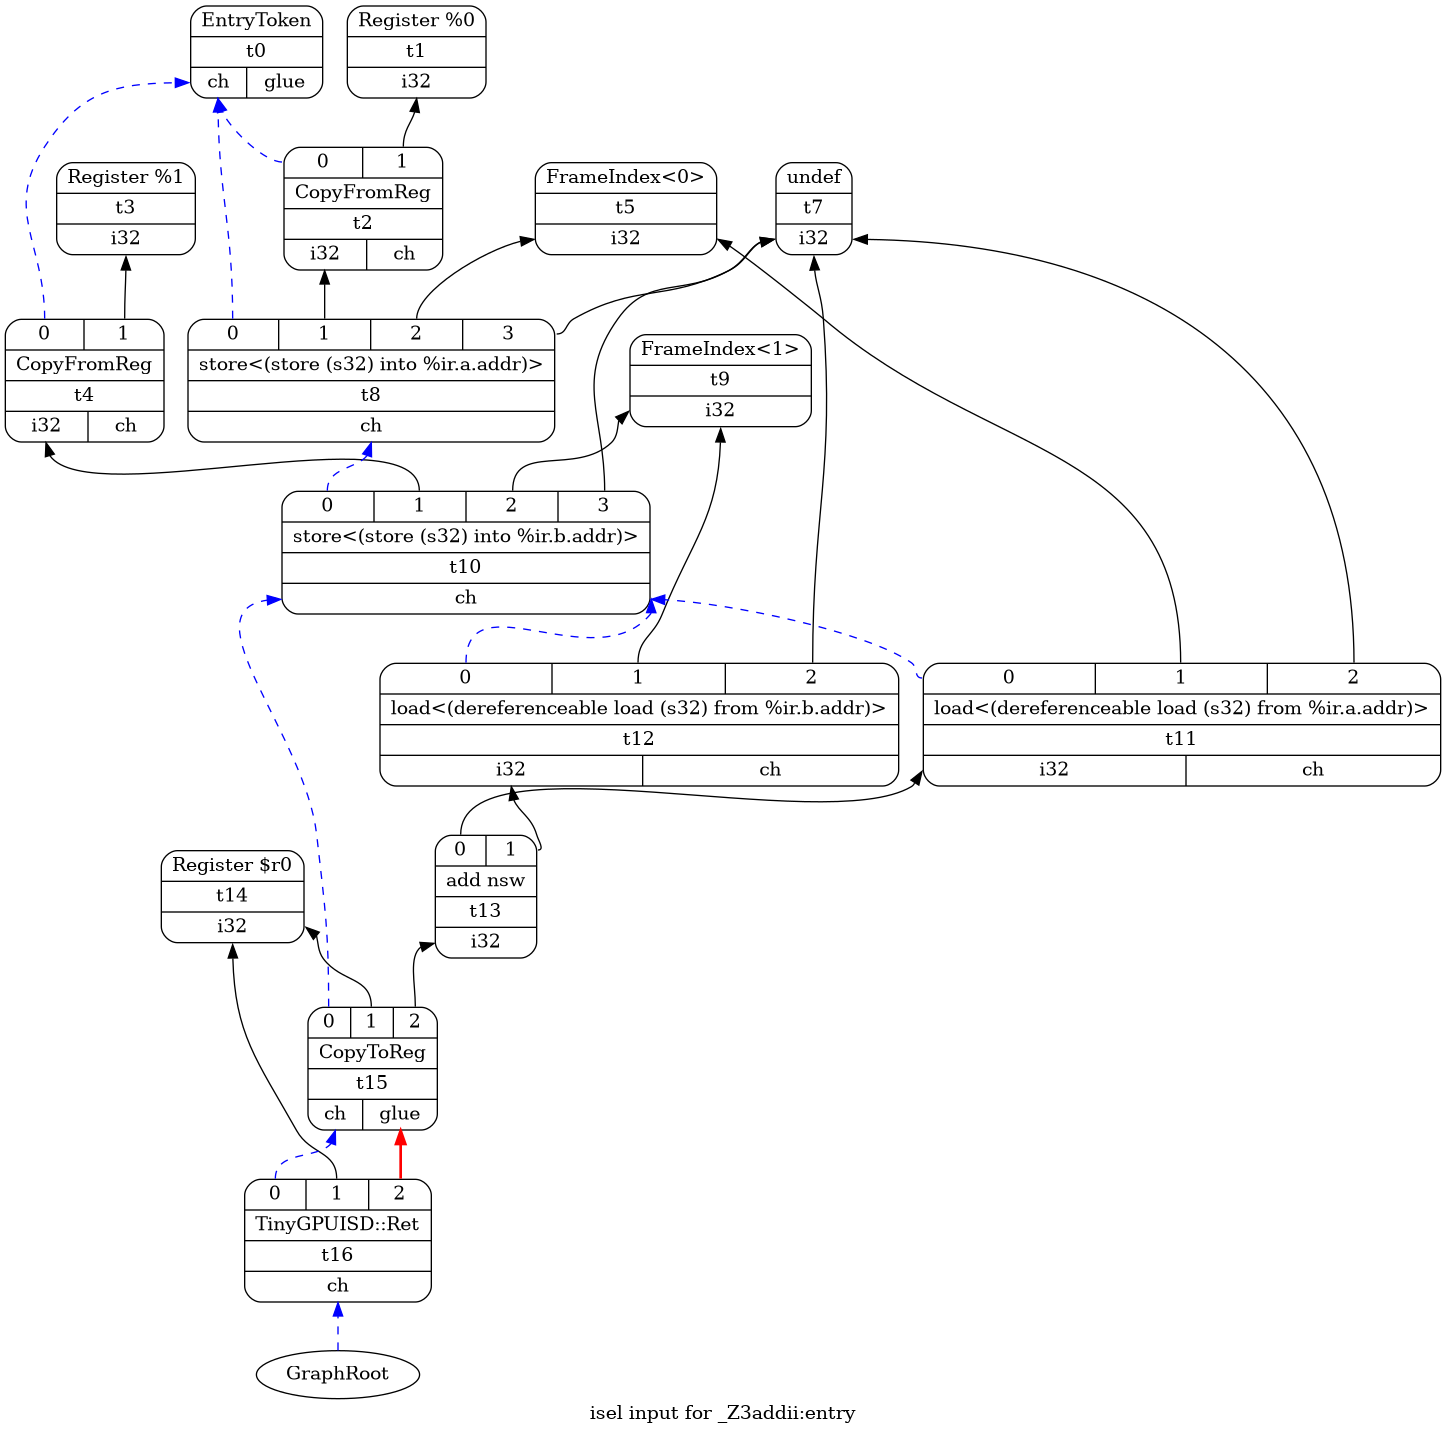 EntryToken
t0
ch glue
Register %0
t1
i32
0 1
CopyFromReg
t2
i32 ch
Register %1
t3
i32
FrameIndex<0>
t5
i32
undef
t7
i32
0 1
CopyFromReg
t4
i32 ch
0 1 2 3
store<(store (s32) into %ir.a.addr)>
t8
ch
FrameIndex<1>
t9
i32
0 1 2 3
store<(store (s32) into %ir.b.addr)>
t10
ch
0 1 2
load<(dereferenceable load (s32) from %ir.b.addr)>
t12
i32 ch
0 1 2
load<(dereferenceable load (s32) from %ir.a.addr)>
t11
i32 ch
Register $r0
t14
i32
0 1
add nsw
t13
i32
0 1 2
CopyToReg
t15
ch glue
0 1 2
TinyGPUISD::Ret
t16
ch
GraphRoot
isel input for _Z3addii:entry